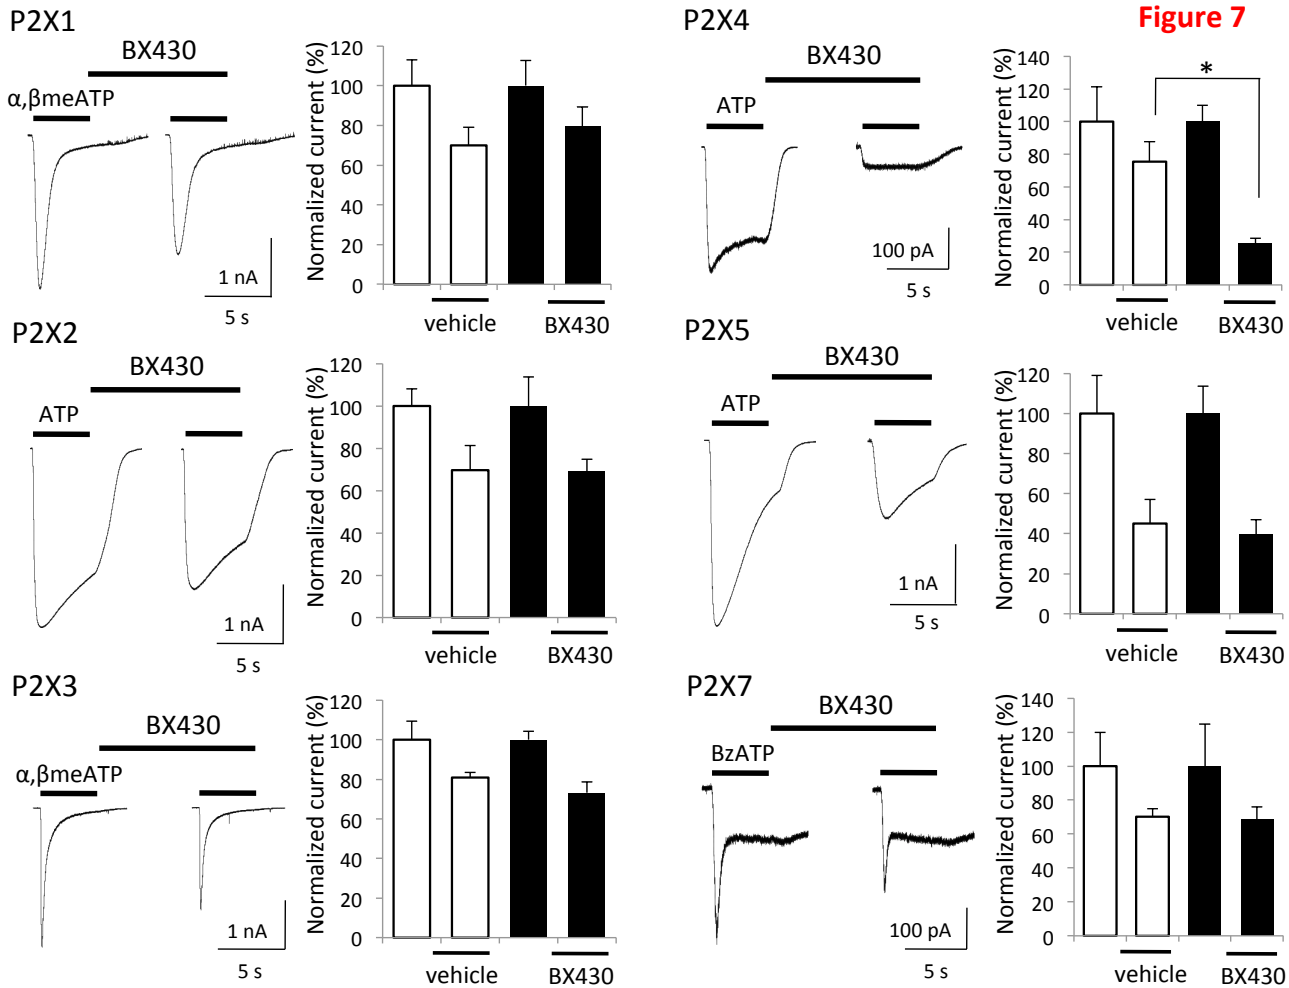 Figure 7
P2X1
BX430
α,βmeATP
1 nA
5 s
Normalized current (%)
120
100
80
60
40
20
0
vehicle
BX430
P2X4
BX430
ATP
100 pA
5 s
Normalized current (%)
140
120
100
80
60
40
20
0
*
vehicle
BX430
P2X2
BX430
ATP
1 nA
5 s
Normalized current (%)
120
100
80
60
40
20
0
vehicle
BX430
P2X5
BX430
ATP
1 nA
5 s
Normalized current (%)
120
100
80
60
40
20
0
vehicle
BX430
P2X3
BX430
α,βmeATP
1 nA
5 s
Normalized current (%)
120
100
80
60
40
20
0
vehicle
BX430
P2X7
BX430
BzATP
100 pA
5 s
Normalized current (%)
140
120
100
80
60
40
20
0
vehicle
BX430